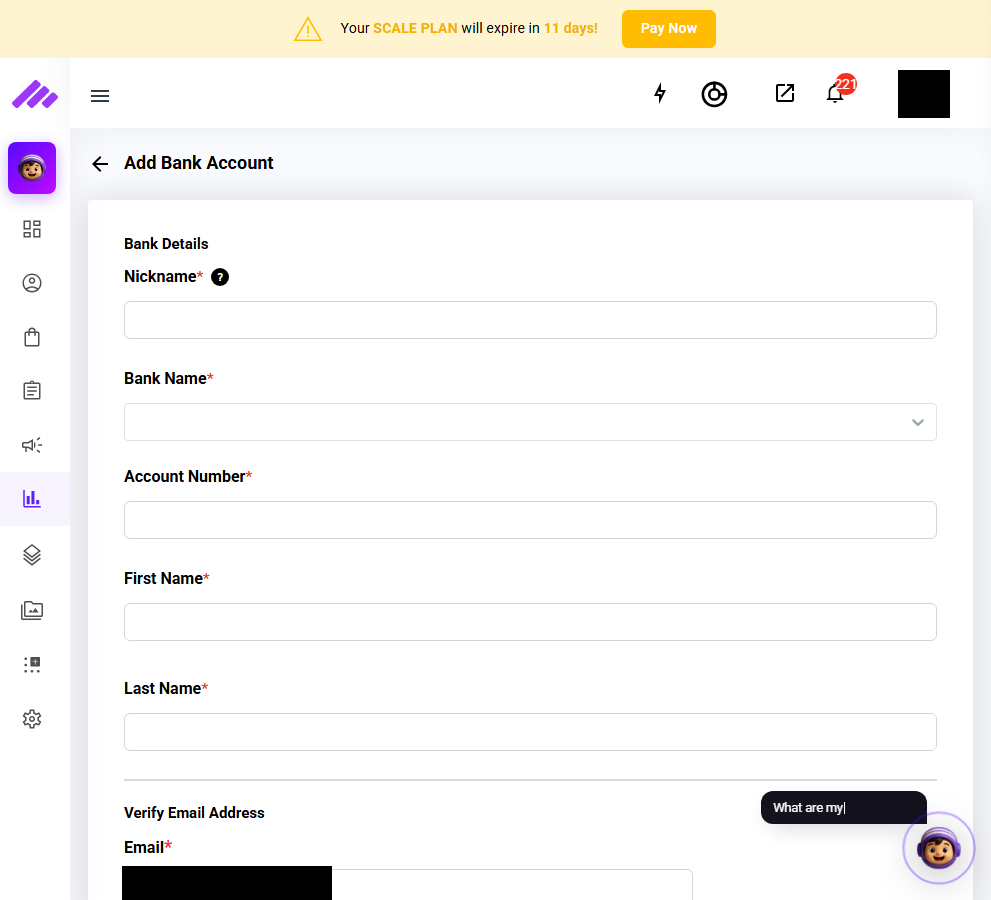 Your SCALE PLAN will expire in 11 days!
Pay Now
221
Add Bank Account
Bank Details
Nickname* ?
Bank Name*
Account Number*
First Name*
Last Name*
Verify Email Address
What are my
Email*